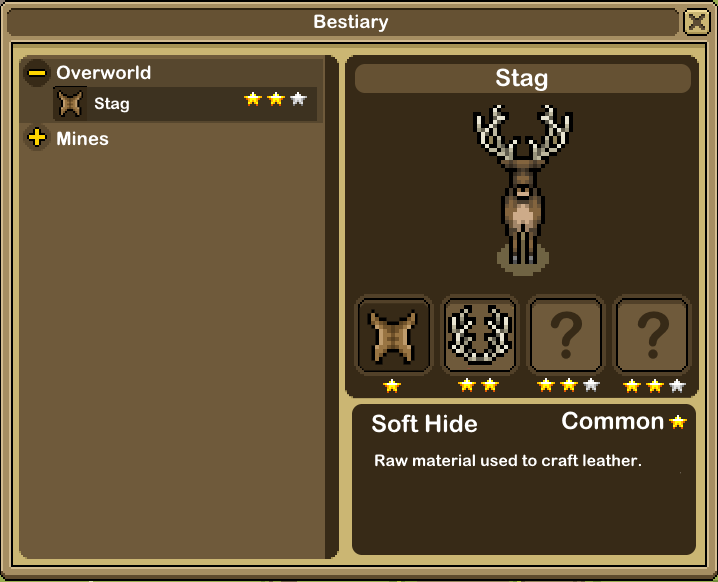 Bestiary
Overworld
Stag
Mines
Stag
? ?
Soft Hide
Common
Raw material used to craft leather.